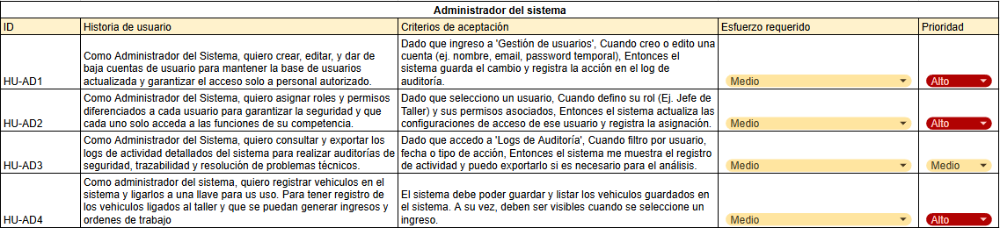 Administrador del sistema
ID Historia de usuario Criterios de aceptación Esfuerzo requerido Prioridad
HU-AD1
Como Administrador del Sistema, quiero crear, editar, y dar de
baja cuentas de usuario para mantener la base de usuarios
actualizada y garantizar el acceso solo a personal autorizado.
Dado que ingreso a 'Gestión de usuarios', Cuando creo o edito una
cuenta (ej. nombre, email, password temporal), Entonces el
sistema guarda el cambio y registra la acción en el log de
auditoría.
Medio
Alto
HU-AD2
Como Administrador del Sistema, quiero asignar roles y permisos
diferenciados a cada usuario para garantizar la seguridad y que
cada uno solo acceda a las funciones de su competencia.
Dado que selecciono un usuario, Cuando defino su rol (Ej. Jefe de
Taller) y sus permisos asociados, Entonces el sistema actualiza las
configuraciones de acceso de ese usuario y registra la asignación.
Medio
Alto
HU-AD3
Como Administrador del Sistema, quiero consultar y exportar los
logs de actividad detallados del sistema para realizar auditorías de
seguridad, trazabilidad y resolución de problemas técnicos.
Dado que accedo a 'Logs de Auditoría', Cuando filtro por usuario,
fecha o tipo de acción, Entonces el sistema me muestra el registro
de actividad y puedo exportarlo si es necesario para el análisis.
Medio
Medio
HU-AD4
Como administrador del sistema, quiero registrar vehiculos en el
sistema y ligarlos a una llave para us uso. Para tener registro de
los vehiculos ligados al taller y que se puedan generar ingresos y
ordenes de trabajo
El sistema debe poder guardar y listar los vehiculos guardados en
el sistema. A su vez, deben ser visibles cuando se seleccione un
ingreso.
Medio
Alto